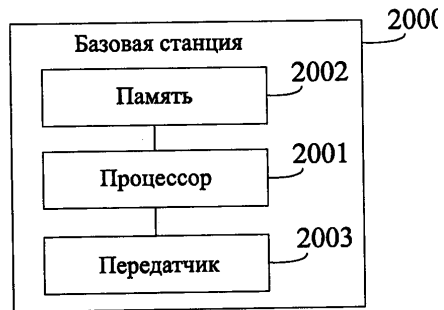 2000
Базовая станция
2002
Память
2001
Процессор
2003
Передатчик